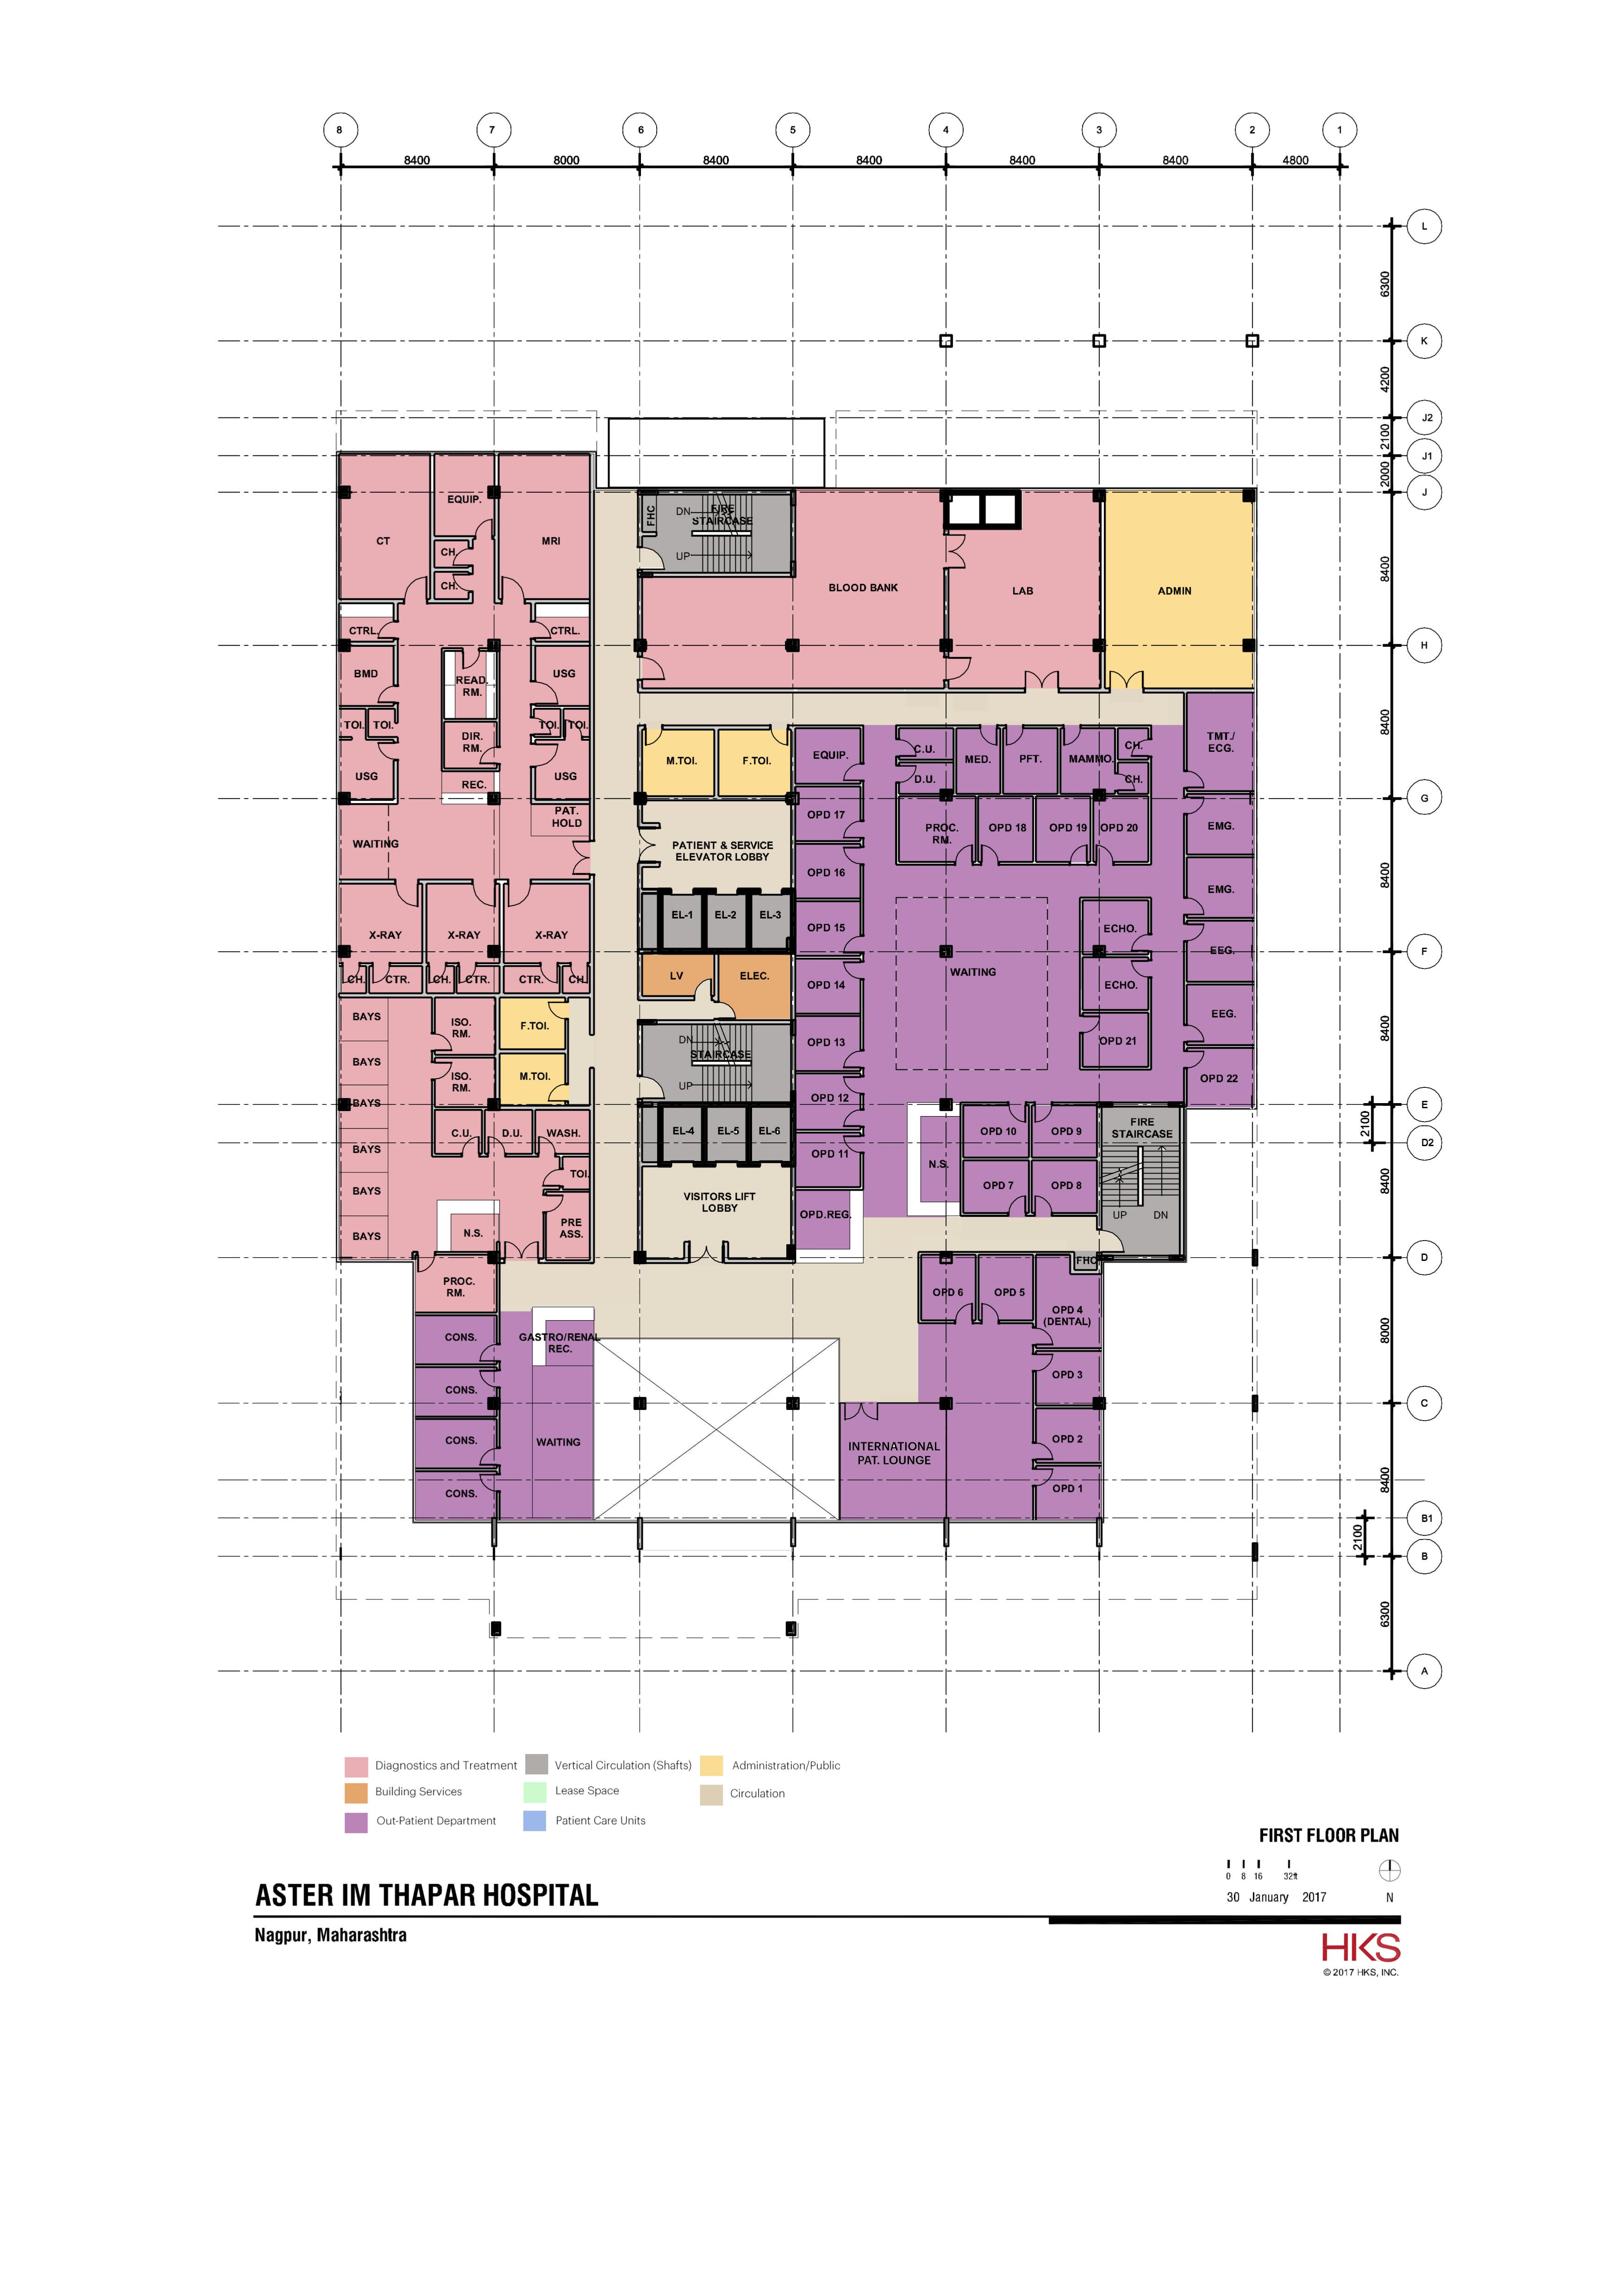 8 7 6 5 4 3 2 1
8400 8000 8400 8400 8400 8400 4800
L
6300
K
4200
J2
2100
J1
2000
J
8400
H
8400
G
8400
F
8400
E
2100
D2
8400
D
8000
C
8400
B1
2100
B
6300
A
CT
EQUIP.
MRI
CH.
CH.
CTRL.
CTRL.
BMD
READ.
RM.
USG
TOI.
TOI.
DIR.
RM.
TOI.
TOI.
USG
REC.
USG
PAT.
HOLD
WAITING
X-RAY
X-RAY
X-RAY
CH.
CTR.
CH.
CTR.
CTR.
CH.
BAYS
BAYS
BAYS
BAYS
BAYS
BAYS
ISO.
RM.
ISO.
RM.
F.TOI.
M.TOI.
C.U.
D.U.
WASH.
TOI.
PRE
ASS.
N.S.
PROC.
RM.
CONS.
CONS.
CONS.
CONS.
GASTRO/RENAL
REC.
WAITING
FHC
DN
FIRE
STAIRCASE
UP
BLOOD BANK
LAB
ADMIN
M.TOI.
F.TOI.
PATIENT & SERVICE
ELEVATOR LOBBY
EL-1
EL-2
EL-3
LV
ELEC.
DN
STAIRCASE
UP
EL-4
EL-5
EL-6
VISITORS LIFT
LOBBY
EQUIP.
OPD 17
OPD 16
OPD 15
OPD 14
OPD 13
OPD 12
OPD 11
OPD.REG.
C.U.
D.U.
MED.
PFT.
MAMMO.
CH.
CH.
PROC.
RM.
OPD 18
OPD 19
OPD 20
TMT./
ECG.
EMG.
EMG.
EEG.
EEG.
OPD 22
WAITING
ECHO.
ECHO.
OPD 21
N.S.
OPD 10
OPD 9
OPD 7
OPD 8
FIRE
STAIRCASE
UP
DN
FHC
OPD 6
OPD 5
OPD 4
(DENTAL)
OPD 3
OPD 2
OPD 1
INTERNATIONAL
PAT. LOUNGE
Diagnostics and Treatment
Vertical Circulation (Shafts)
Administration/Public
Building Services
Lease Space
Circulation
Out-Patient Department
Patient Care Units
FIRST FLOOR PLAN
0 8 16 32ft
30 January 2017
N
ASTER IM THAPAR HOSPITAL
Nagpur, Maharashtra
HKS
© 2017 HKS, INC.